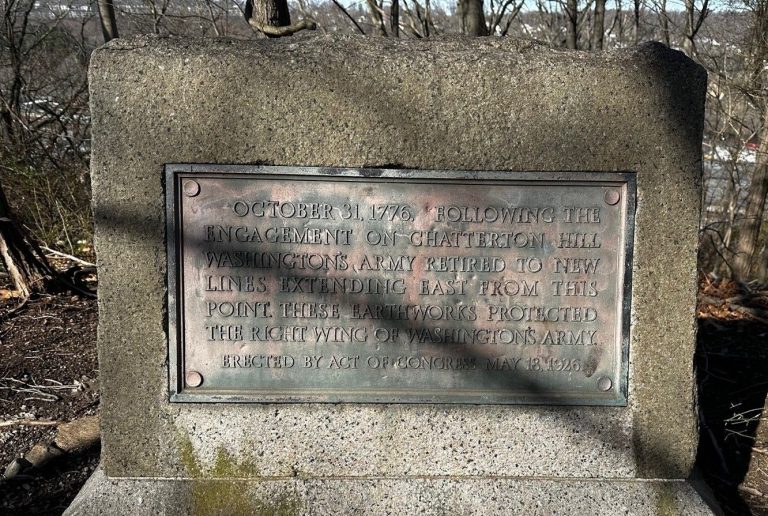 OCTOBER 31, 1776. FOLLOWING THE
ENGAGEMENT ON CHATTERTON HILL
WASHINGTON'S ARMY RETIRED TO NEW
LINES EXTENDING EAST FROM THIS
POINT. THESE EARTHWORKS PROTECTED
THE RIGHT WING OF WASHINGTON'S ARMY.
ERECTED BY ACT OF CONGRESS MAY 18, 1926